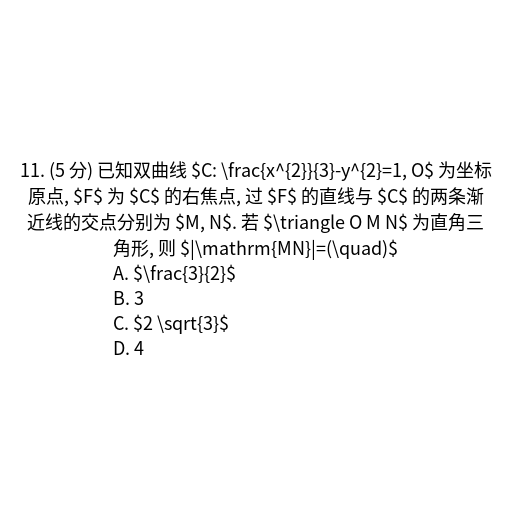 11. (5 分) 已知双曲线 $C: \frac{x^{2}}{3}-y^{2}=1, O$ 为坐标
原点, $F$ 为 $C$ 的右焦点, 过 $F$ 的直线与 $C$ 的两条渐
近线的交点分别为 $M, N$. 若 $\triangle O M N$ 为直角三
角形, 则 $|\mathrm{MN}|=(\quad)$
A. $\frac{3}{2}$
B. 3
C. $2 \sqrt{3}$
D. 4